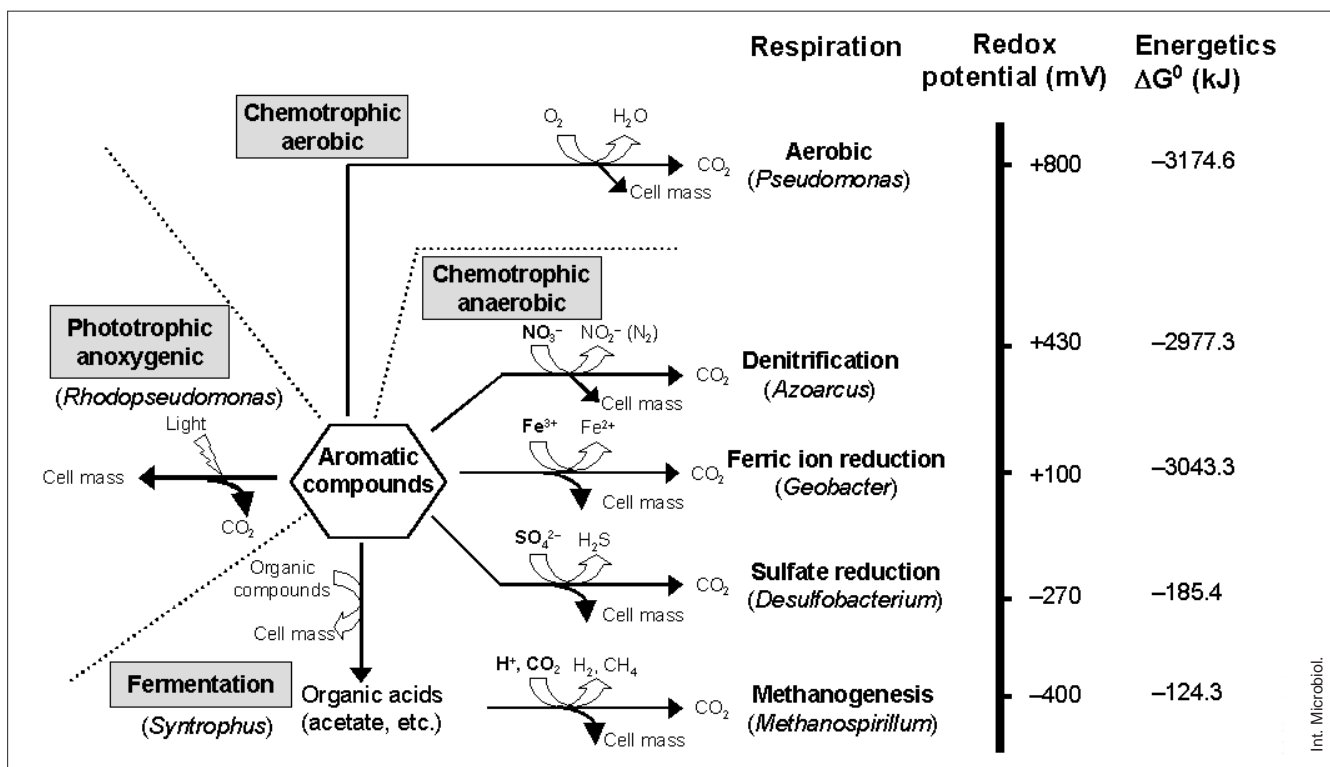 Respiration
Redox
potential (mV)
Energetics
ΔG⁰ (kJ)
Chemotrophic
aerobic
O₂
H₂O
Cell mass
CO₂
Aerobic
(Pseudomonas)
+800
–3174.6
Chemotrophic
anaerobic
NO₃⁻
NO₂⁻ (N₂)
Cell mass
CO₂
Denitrification
(Azoarcus)
+430
–2977.3
Phototrophic
anoxygenic
(Rhodopseudomonas)
Light
Cell mass
CO₂
Aromatic
compounds
Fe³⁺
Fe²⁺
Cell mass
CO₂
Ferric ion reduction
(Geobacter)
+100
–3043.3
SO₄²⁻
H₂S
Cell mass
CO₂
Sulfate reduction
(Desulfobacterium)
–270
–185.4
Organic
compounds
Cell mass
Fermentation
(Syntrophus)
Organic acids
(acetate, etc.)
H⁺, CO₂
H₂, CH₄
Cell mass
CO₂
Methanogenesis
(Methanospirillum)
–400
–124.3
Int. Microbiol.